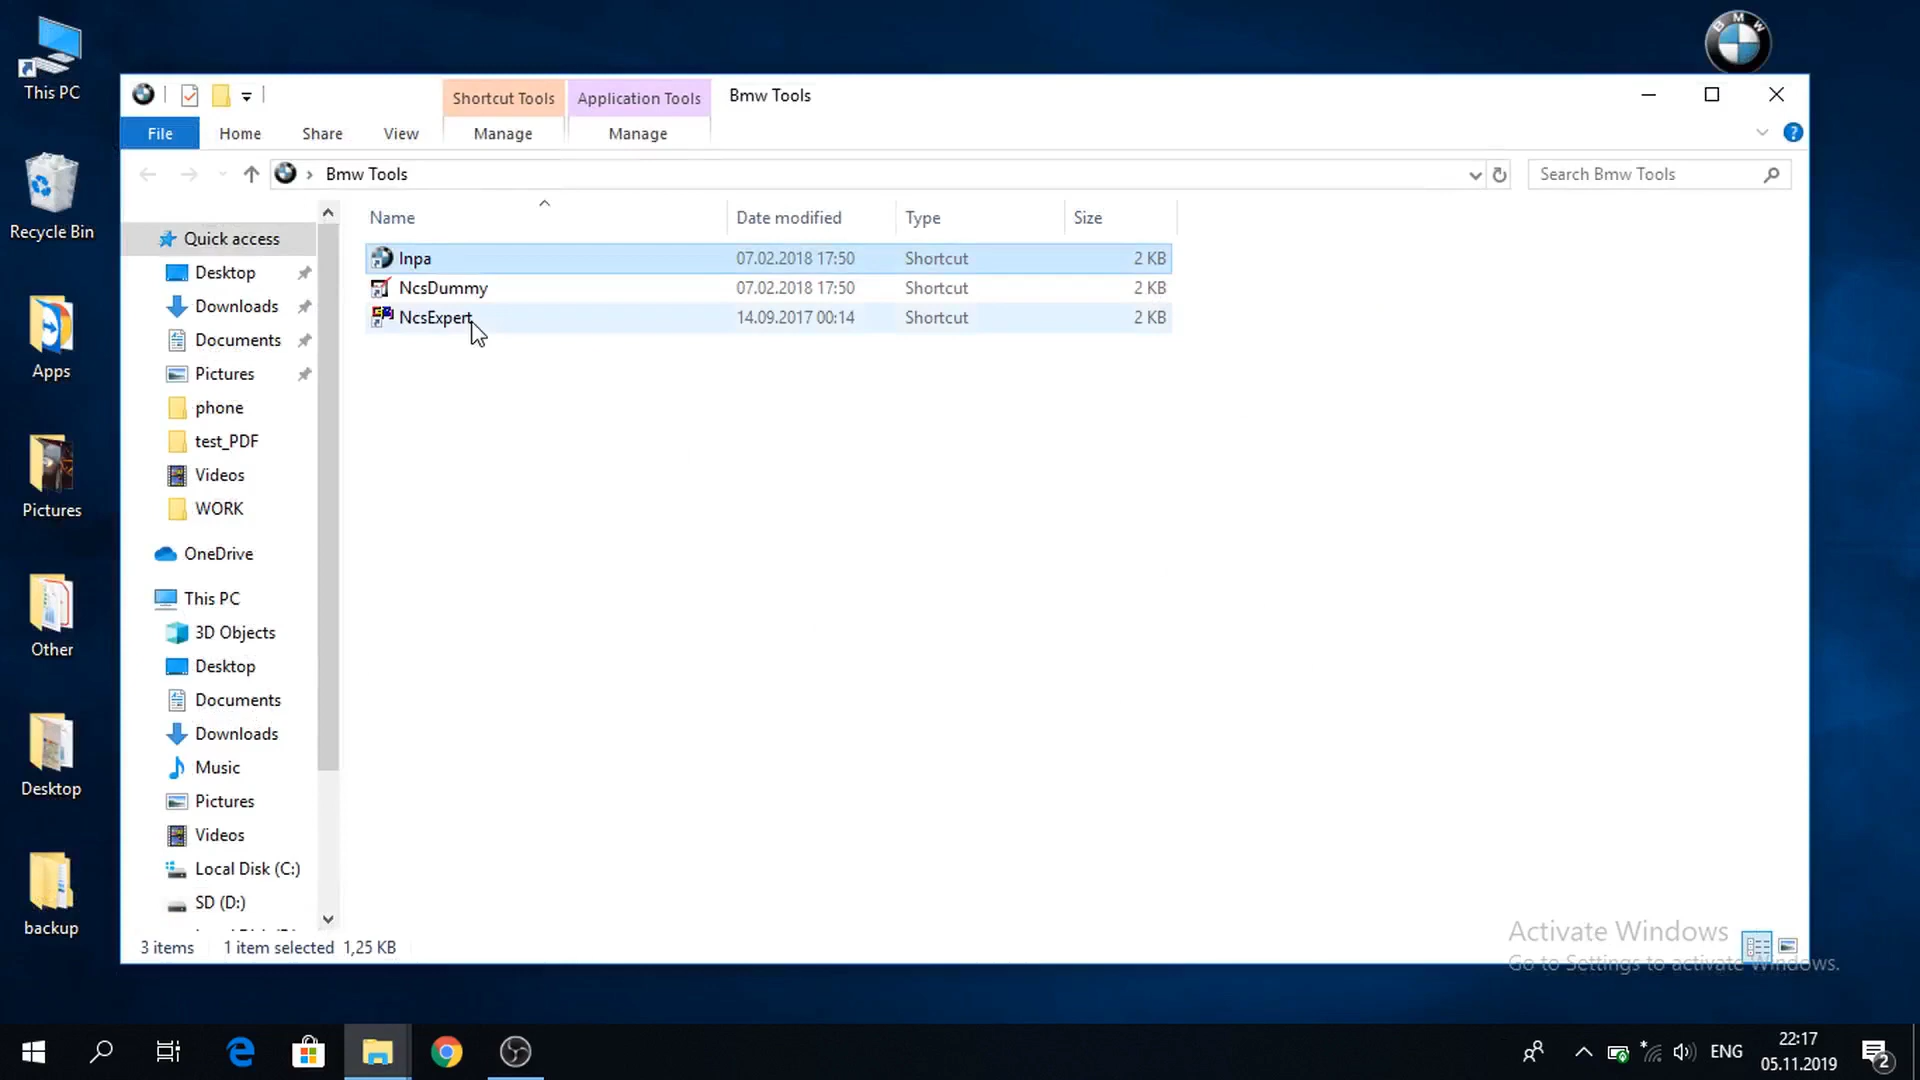 This PC
Recycle Bin
Apps
Pictures
Other
Desktop
backup
B M W
Shortcut Tools
Application Tools
Bmw Tools
File
Home
Share
View
Manage
Manage
?
Bmw Tools
Search Bmw Tools
Name
Date modified
Type
Size
Inpa
07.02.2018 17:50
Shortcut
2 KB
NcsDummy
07.02.2018 17:50
Shortcut
2 KB
NcsExpert
14.09.2017 00:14
Shortcut
2 KB
Quick access
Desktop
Downloads
Documents
Pictures
phone
test_PDF
Videos
WORK
OneDrive
This PC
3D Objects
Desktop
Documents
Downloads
Music
Pictures
Videos
Local Disk (C:)
SD (D:)
3 items
1 item selected 1,25 KB
Activate Windows
Go to Settings to activate Windows.
ENG
22:17
05.11.2019
2